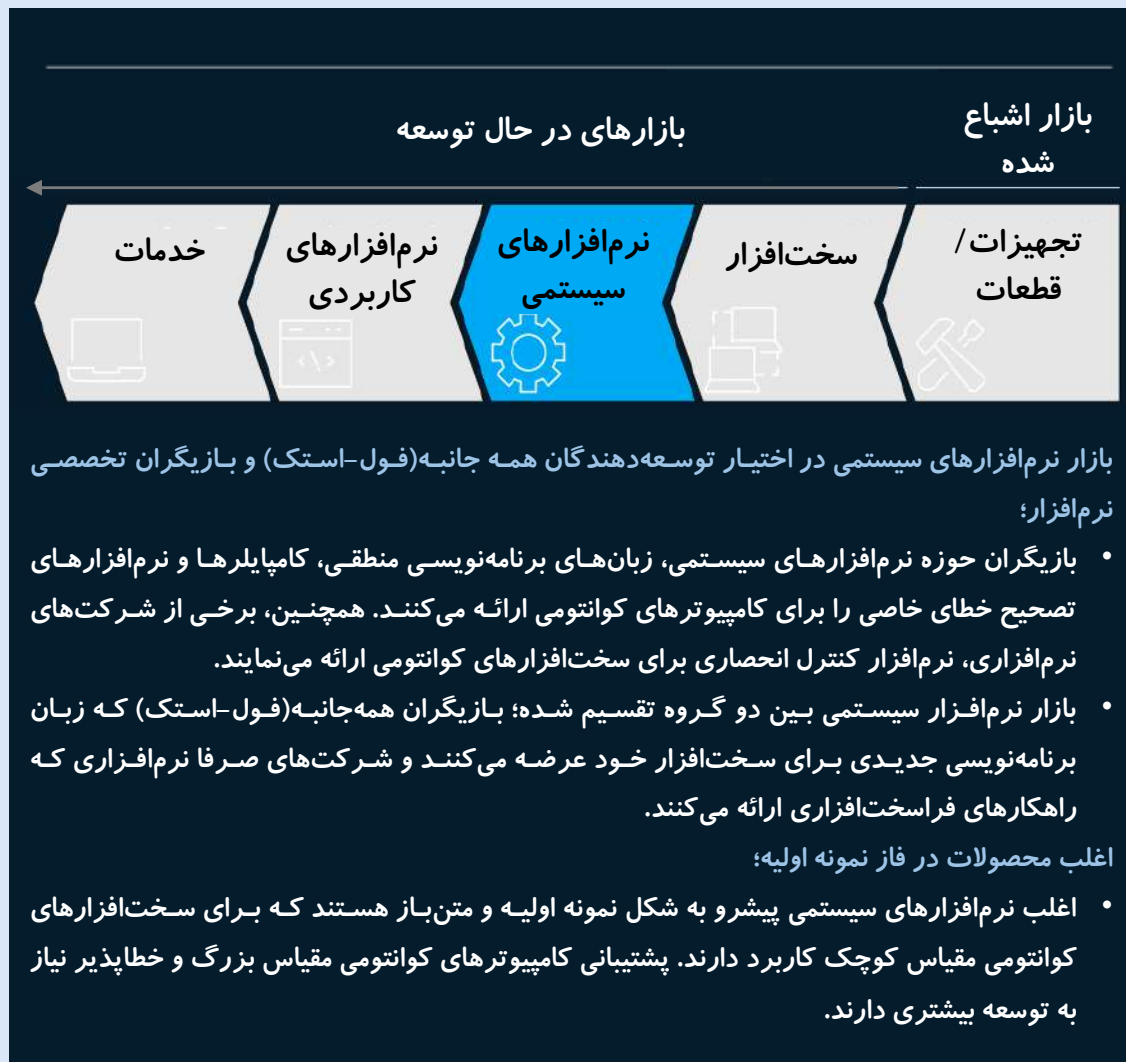 بازار اشباع
شده
بازارهای در حال توسعه
تجهیزات/
قطعات
سخت‌افزار
نرم‌افزارهای
سیستمی
نرم‌افزارهای
کاربردی
خدمات
بازار نرم‌افزارهای سیستمی در اختیار توسعه‌دهندگان همه جانبه(فول-استک) و بازیگران تخصصی
نرم‌افزار؛
• بازیگران حوزه نرم‌افزارهای سیستمی، زبان‌های برنامه‌نویسی منطقی، کامپایلرها و نرم‌افزارهای
تصحیح خطای خاصی را برای کامپیوترهای کوانتومی ارائه می‌کنند. همچنین، برخی از شرکت‌های
نرم‌افزاری، نرم‌افزار کنترل انحصاری برای سخت‌افزارهای کوانتومی ارائه می‌نمایند.
• بازار نرم‌افزار سیستمی بین دو گروه تقسیم شده؛ بازیگران همه‌جانبه(فول-استک) که زبان
برنامه‌نویسی جدیدی برای سخت‌افزار خود عرضه می‌کنند و شرکت‌های صرفا نرم‌افزاری که
راهکارهای فراسخت‌افزاری ارائه می‌کنند.
اغلب محصولات در فاز نمونه اولیه؛
• اغلب نرم‌افزارهای سیستمی پیشرو به شکل نمونه اولیه و متن‌باز هستند که برای سخت‌افزارهای
کوانتومی مقیاس کوچک کاربرد دارند. پشتیبانی کامپیوترهای کوانتومی مقیاس بزرگ و خطاپذیر نیاز
به توسعه بیشتری دارند.